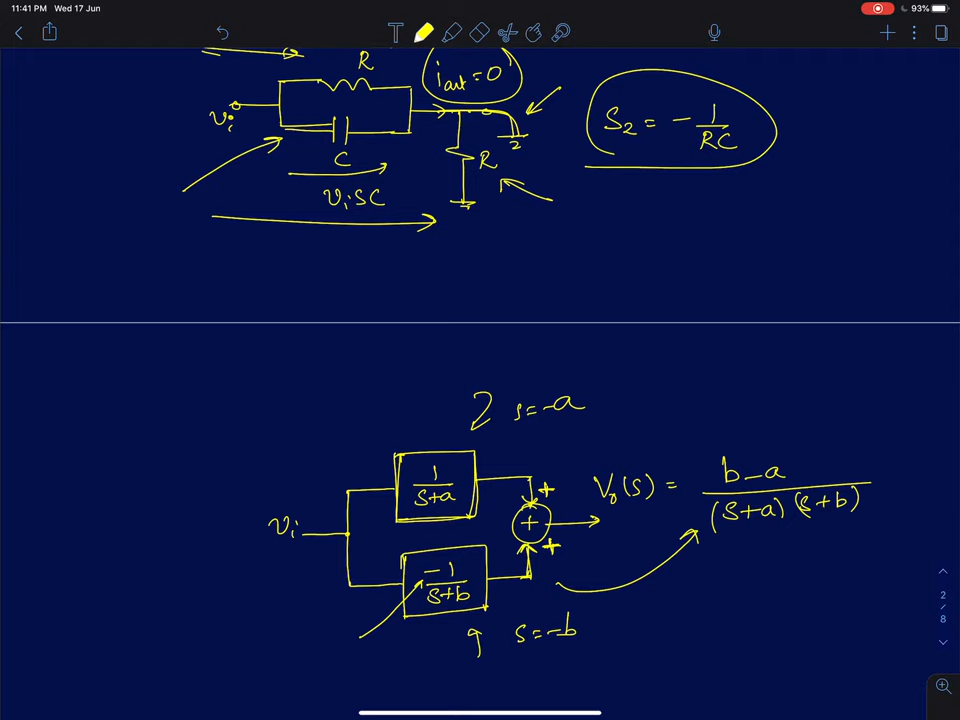 11:41 PM Wed 17 Jun
93%
T
R
i_out = 0
v_i
C
2
R
v_i SC
S_2 = - 1/RC
s = -a
1/(S+a)
+
v_i
+
V_o(S) = (b-a)/((S+a)(s+b))
+
-1/(S+b)
s = -b
2
/
8